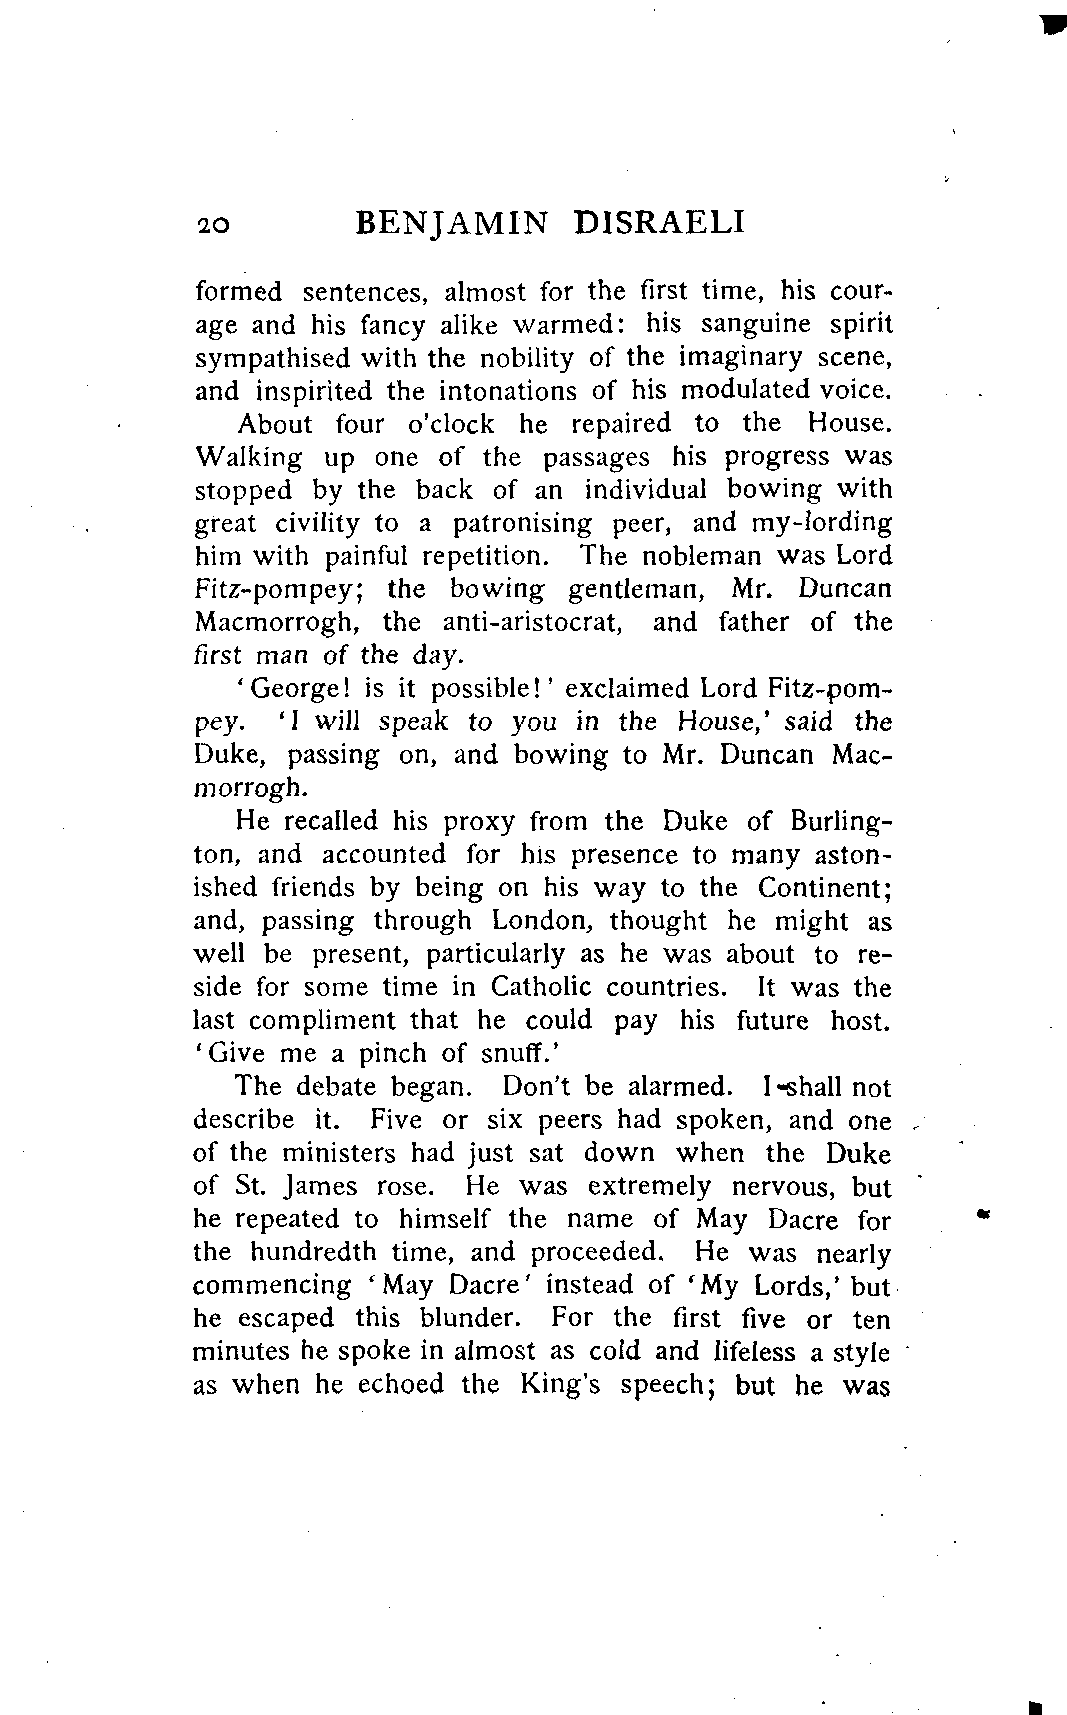 20 BENJAMIN DISRAELI
formed sentences, almost for the first time, his cour-
age and his fancy alike warmed: his sanguine spirit
sympathised with the nobility of the imaginary scene,
and inspirited the intonations of his modulated voice.
About four o'clock he repaired to the House.
Walking up one of the passages his progress was
stopped by the back of an individual bowing with
great civility to a patronising peer, and my-lording
him with painful repetition. The nobleman was Lord
Fitz-pompey; the bowing gentleman, Mr. Duncan
Macmorrogh, the anti-aristocrat, and father of the
first man of the day.
'George! is it possible!' exclaimed Lord Fitz-pom-
pey. 'I will speak to you in the House,' said the
Duke, passing on, and bowing to Mr. Duncan Mac-
morrogh.
He recalled his proxy from the Duke of Burling-
ton, and accounted for his presence to many aston-
ished friends by being on his way to the Continent;
and, passing through London, thought he might as
well be present, particularly as he was about to re-
side for some time in Catholic countries. It was the
last compliment that he could pay his future host.
'Give me a pinch of snuff.'
The debate began. Don't be alarmed. I shall not
describe it. Five or six peers had spoken, and one
of the ministers had just sat down when the Duke
of St. James rose. He was extremely nervous, but
he repeated to himself the name of May Dacre for
the hundredth time, and proceeded. He was nearly
commencing 'May Dacre' instead of 'My Lords,' but
he escaped this blunder. For the first five or ten
minutes he spoke in almost as cold and lifeless a style
as when he echoed the King's speech; but he was